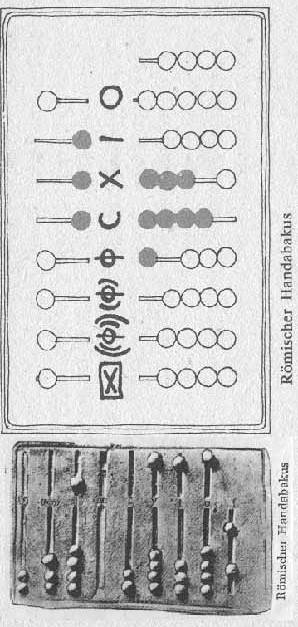 O
I
X
C
Φ
(Φ)
((Φ))
X
Römischer Handabakus
Römischer Handabakus